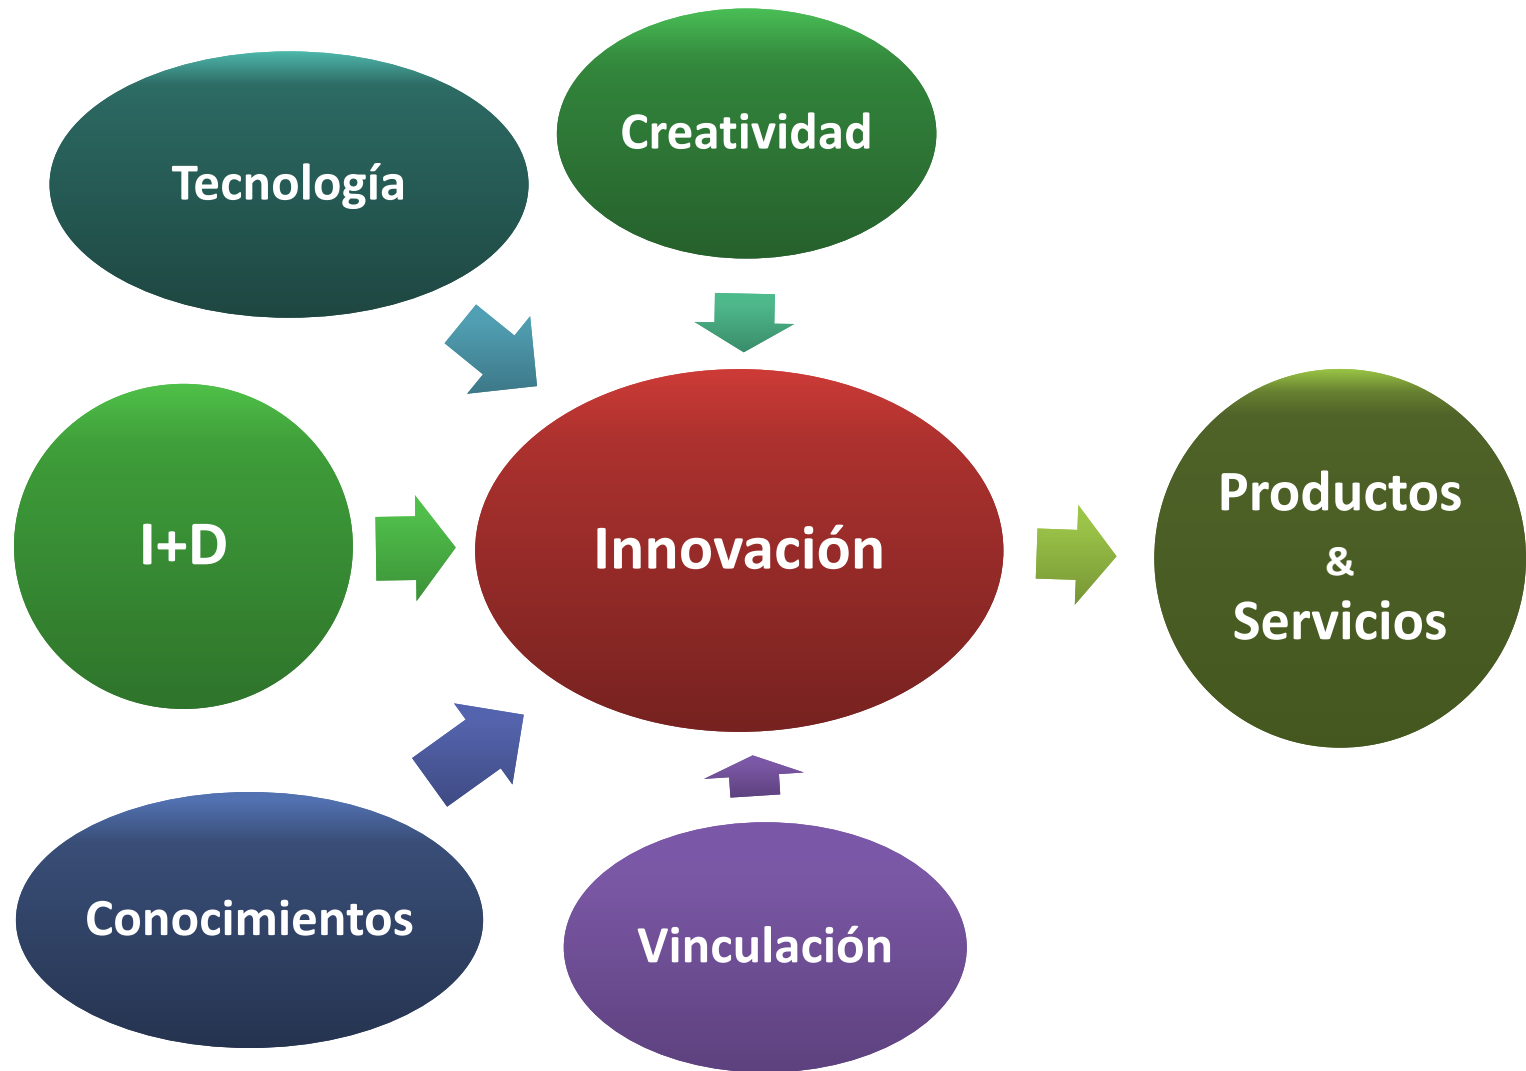 Creatividad
Tecnología
I+D
Innovación
Productos
&
Servicios
Conocimientos
Vinculación